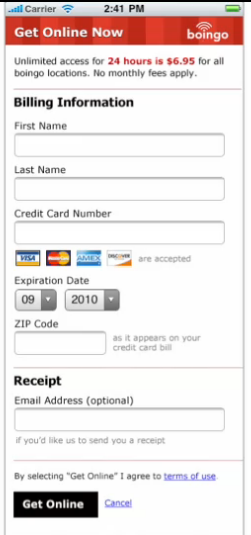 Carrier 2:41 PM
Get Online Now boingo
Unlimited access for 24 hours is $6.95 for all
boingo locations. No monthly fees apply.
Billing Information
First Name
Last Name
Credit Card Number
VISA MasterCard AMEX DISCOVER are accepted
Expiration Date
09 2010
ZIP Code
as it appears on your
credit card bill
Receipt
Email Address (optional)
if you'd like us to send you a receipt
By selecting "Get Online" I agree to terms of use.
Get Online Cancel